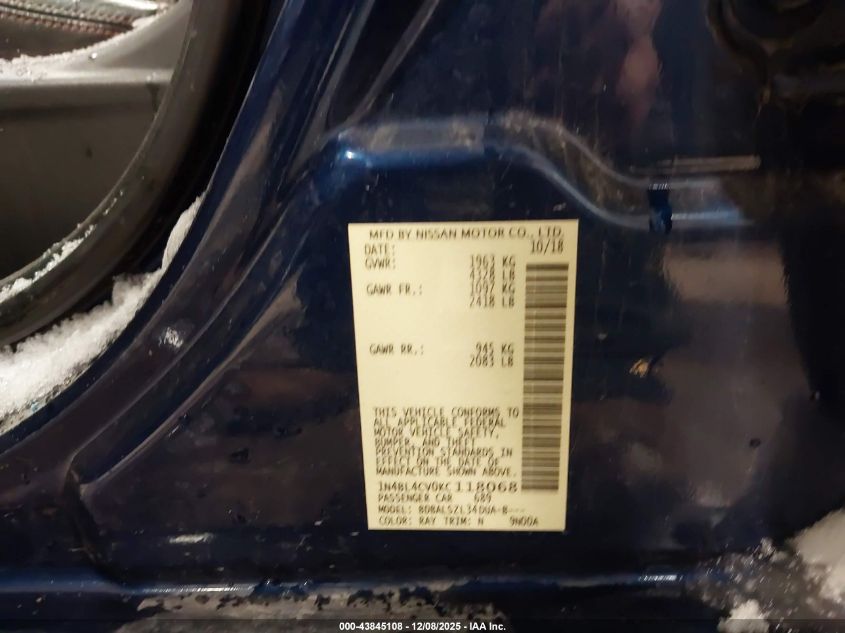 MFD BY NISSAN MOTOR CO., LTD.
DATE: 10/18
GVWR: 1963 KG
4328 LB
GAWR FR.: 1097 KG
2418 LB
GAWR RR.: 945 KG
2083 LB
THIS VEHICLE CONFORMS TO
ALL APPLICABLE FEDERAL
MOTOR VEHICLE SAFETY,
BUMPER, AND THEFT
PREVENTION STANDARDS IN
EFFECT ON THE DATE OF
MANUFACTURE SHOWN ABOVE.
1N4BL4CV0KC118068
PASSENGER CAR 689
MODEL: BDBALSZL34DUA-B---
COLOR: RAY TRIM: N 9N00A
000-43845108 - 12/08/2025 - IAA Inc.